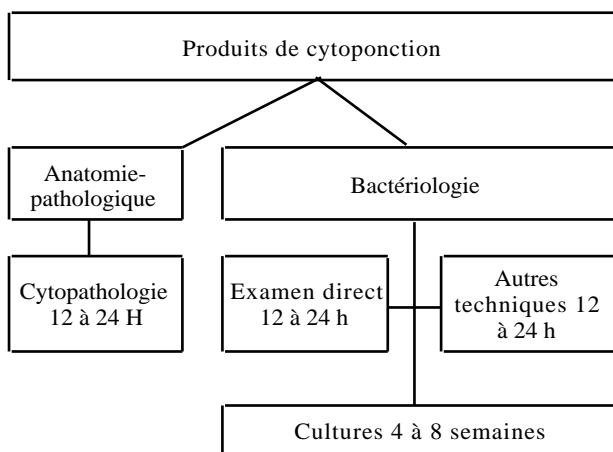 Produits de cytoponction
Anatomie-
pathologique
Bactériologie
Cytopathologie
12 à 24 H
Examen direct
12 à 24 h
Autres
techniques 12
à 24 h
Cultures 4 à 8 semaines